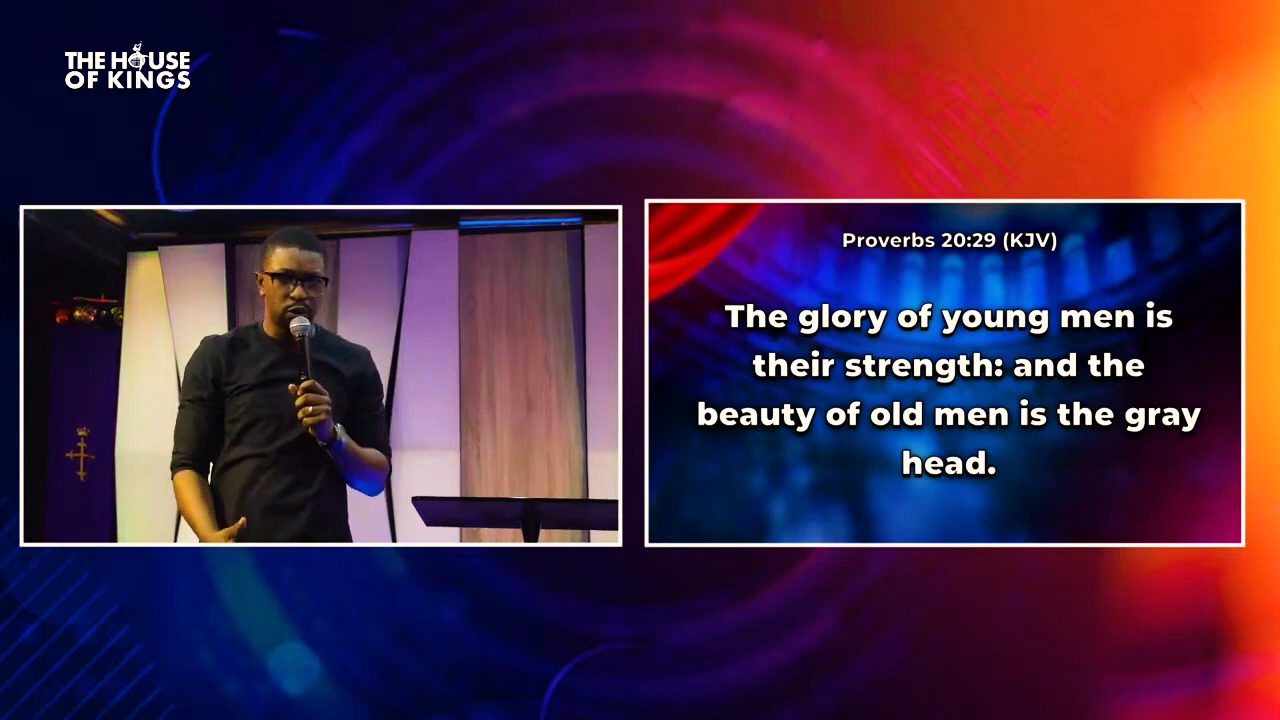 THE HOUSE
OF KINGS
Proverbs 20:29 (KJV)
The glory of young men is
their strength: and the
beauty of old men is the gray
head.